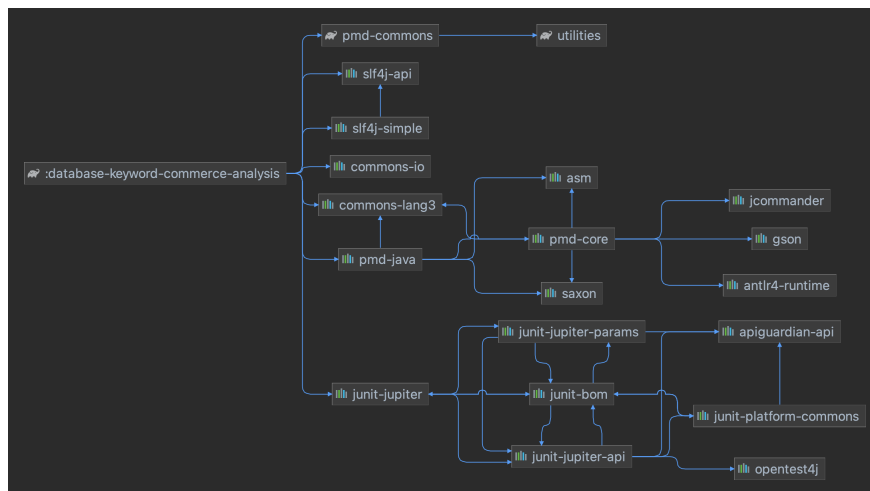 pmd-commons
utilities
slf4j-api
slf4j-simple
:database-keyword-commerce-analysis
commons-io
asm
commons-lang3
jcommander
pmd-core
gson
pmd-java
saxon
antlr4-runtime
junit-jupiter-params
apiguardian-api
junit-jupiter
junit-bom
junit-platform-commons
junit-jupiter-api
opentest4j